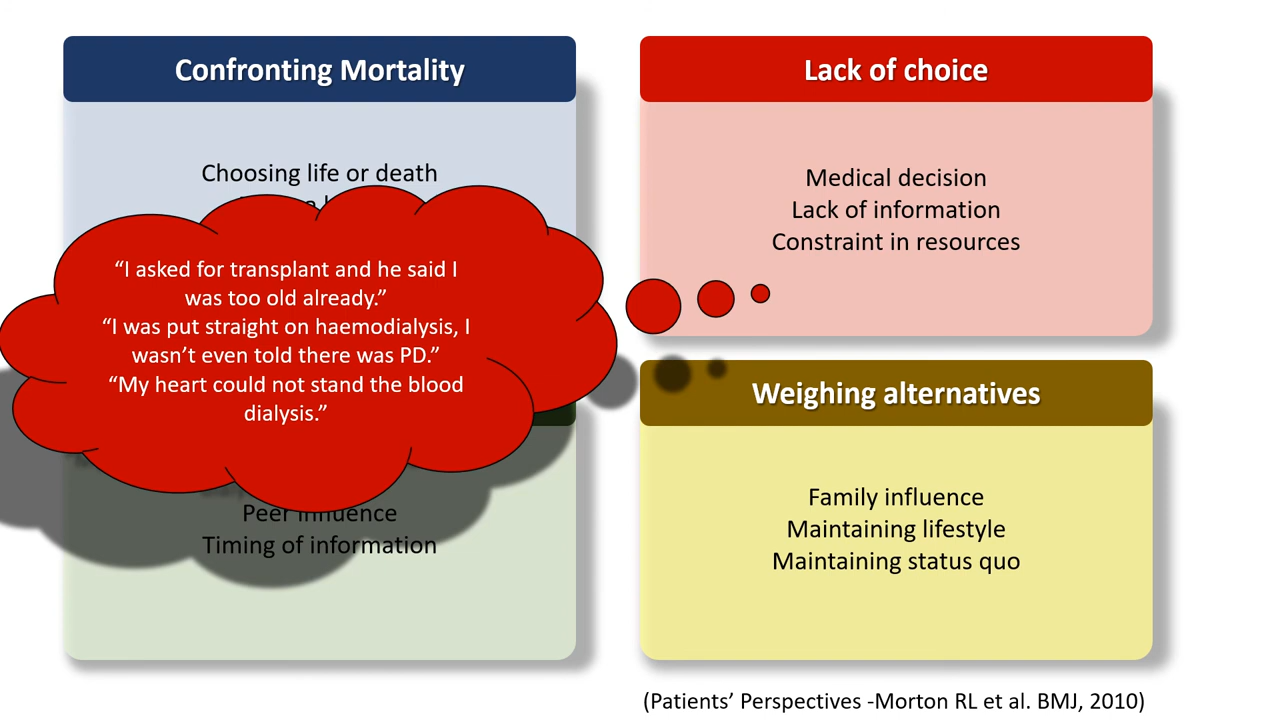 Confronting Mortality
Choosing life or death
Lack of choice
Medical decision
Lack of information
Constraint in resources
“I asked for transplant and he said I
was too old already.”
“I was put straight on haemodialysis, I
wasn’t even told there was PD.”
“My heart could not stand the blood
dialysis.”
Peer influence
Timing of information
Weighing alternatives
Family influence
Maintaining lifestyle
Maintaining status quo
(Patients’ Perspectives -Morton RL et al. BMJ, 2010)